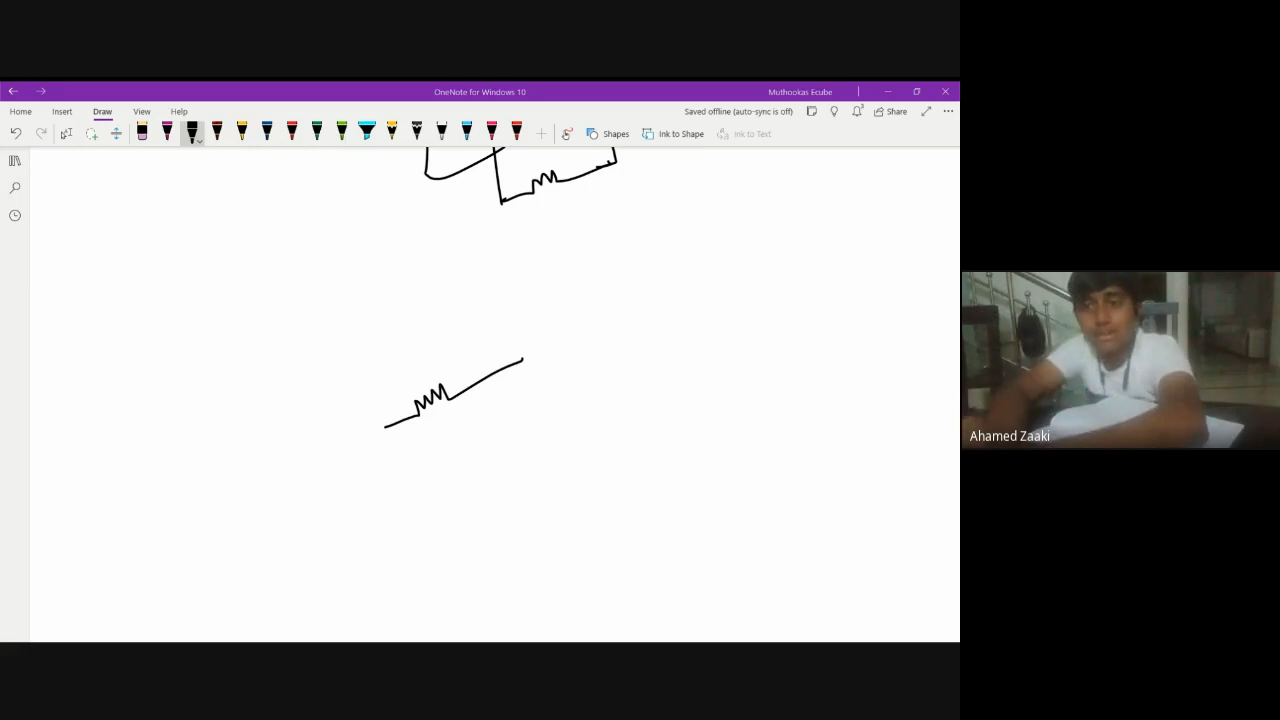 OneNote for Windows 10
Muthookas Ecube
Home Insert Draw View Help
Saved offline (auto-sync is off)
3
Share
Shapes
Ink to Shape
Ink to Text
Ahamed Zaaki